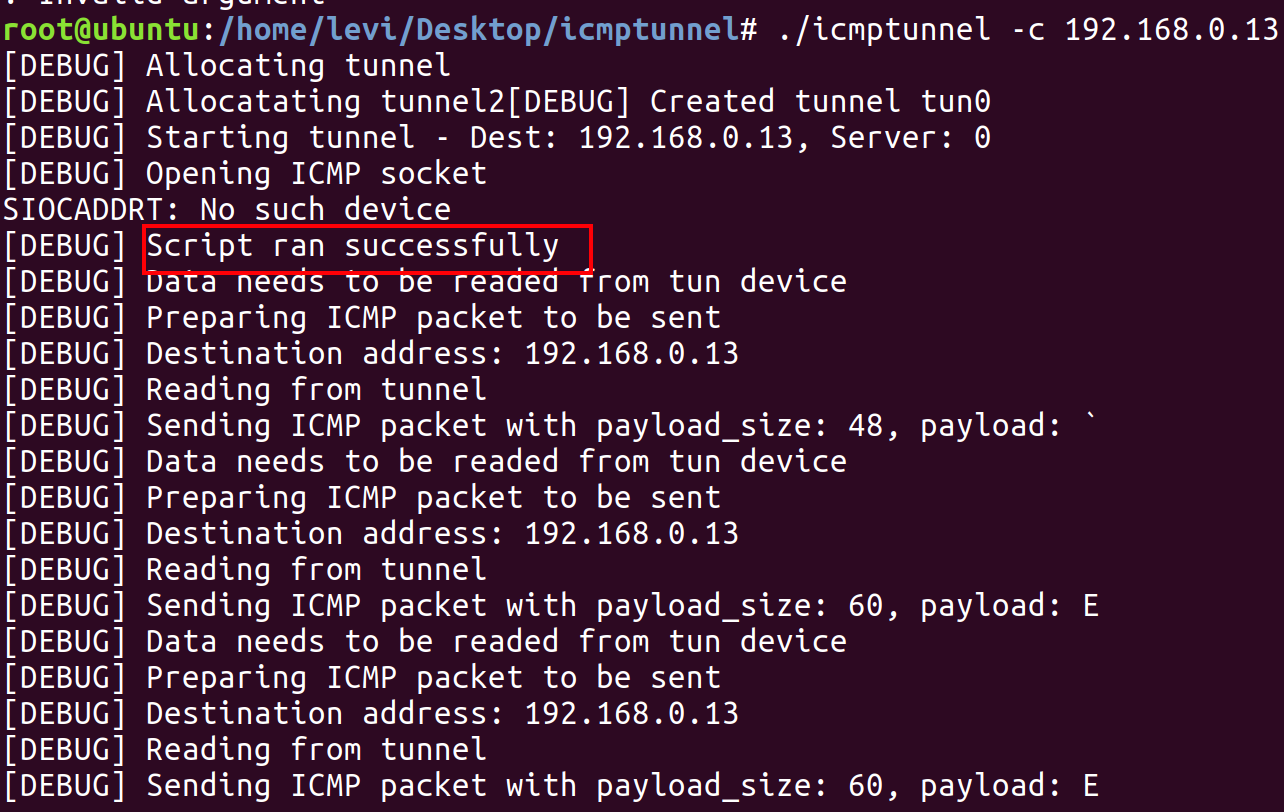 : Invalid argument
root@ubuntu:/home/levi/Desktop/icmptunnel# ./icmptunnel -c 192.168.0.13
[DEBUG] Allocating tunnel
[DEBUG] Allocatating tunnel2[DEBUG] Created tunnel tun0
[DEBUG] Starting tunnel - Dest: 192.168.0.13, Server: 0
[DEBUG] Opening ICMP socket
SIOCADDRT: No such device
[DEBUG] Script ran successfully
[DEBUG] Data needs to be readed from tun device
[DEBUG] Preparing ICMP packet to be sent
[DEBUG] Destination address: 192.168.0.13
[DEBUG] Reading from tunnel
[DEBUG] Sending ICMP packet with payload_size: 48, payload: `
[DEBUG] Data needs to be readed from tun device
[DEBUG] Preparing ICMP packet to be sent
[DEBUG] Destination address: 192.168.0.13
[DEBUG] Reading from tunnel
[DEBUG] Sending ICMP packet with payload_size: 60, payload: E
[DEBUG] Data needs to be readed from tun device
[DEBUG] Preparing ICMP packet to be sent
[DEBUG] Destination address: 192.168.0.13
[DEBUG] Reading from tunnel
[DEBUG] Sending ICMP packet with payload_size: 60, payload: E